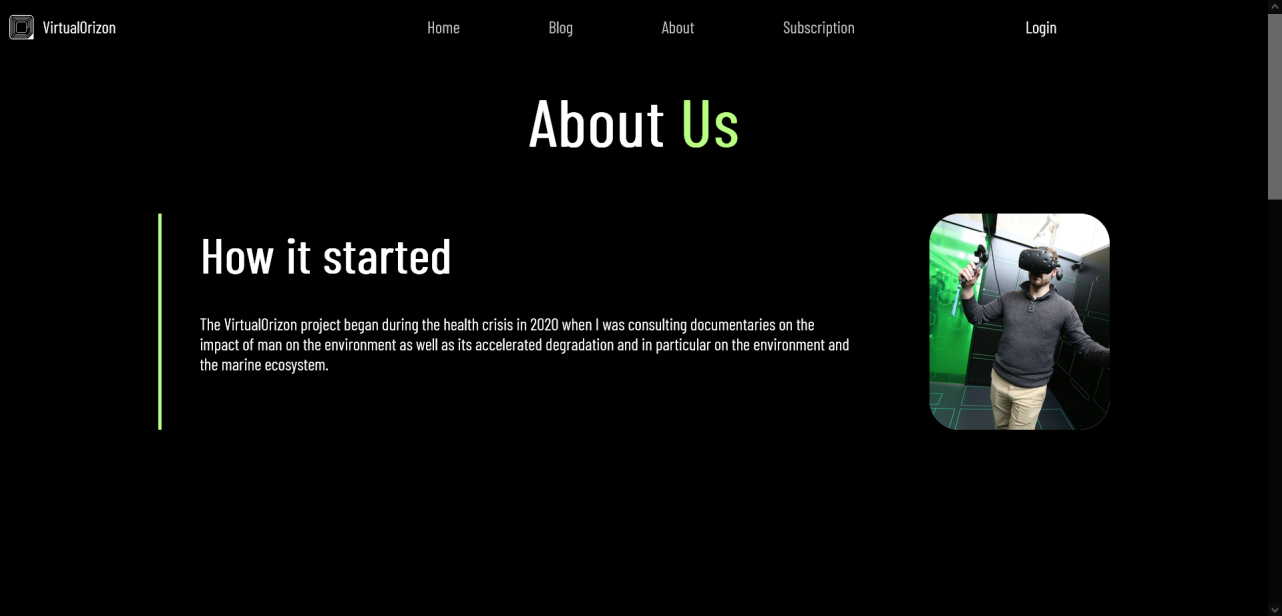 VirtualOrizon
Home
Blog
About
Subscription
Login
About Us
How it started
The VirtualOrizon project began during the health crisis in 2020 when I was consulting documentaries on the
impact of man on the environment as well as its accelerated degradation and in particular on the environment and
the marine ecosystem.